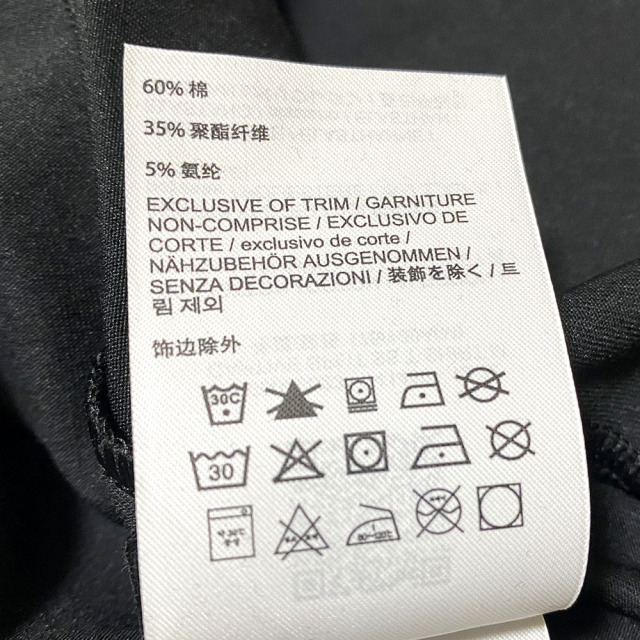 60% 棉
35% 聚酯纤维
5% 氨纶
EXCLUSIVE OF TRIM / GARNITURE
NON-COMPRISE / EXCLUSIVO DE
CORTE / exclusivo de corte /
NÄHZUBEHÖR AUSGENOMMEN /
SENZA DECORAZIONI / 装飾を除く / 트
림 제외
饰边除外
30C
30